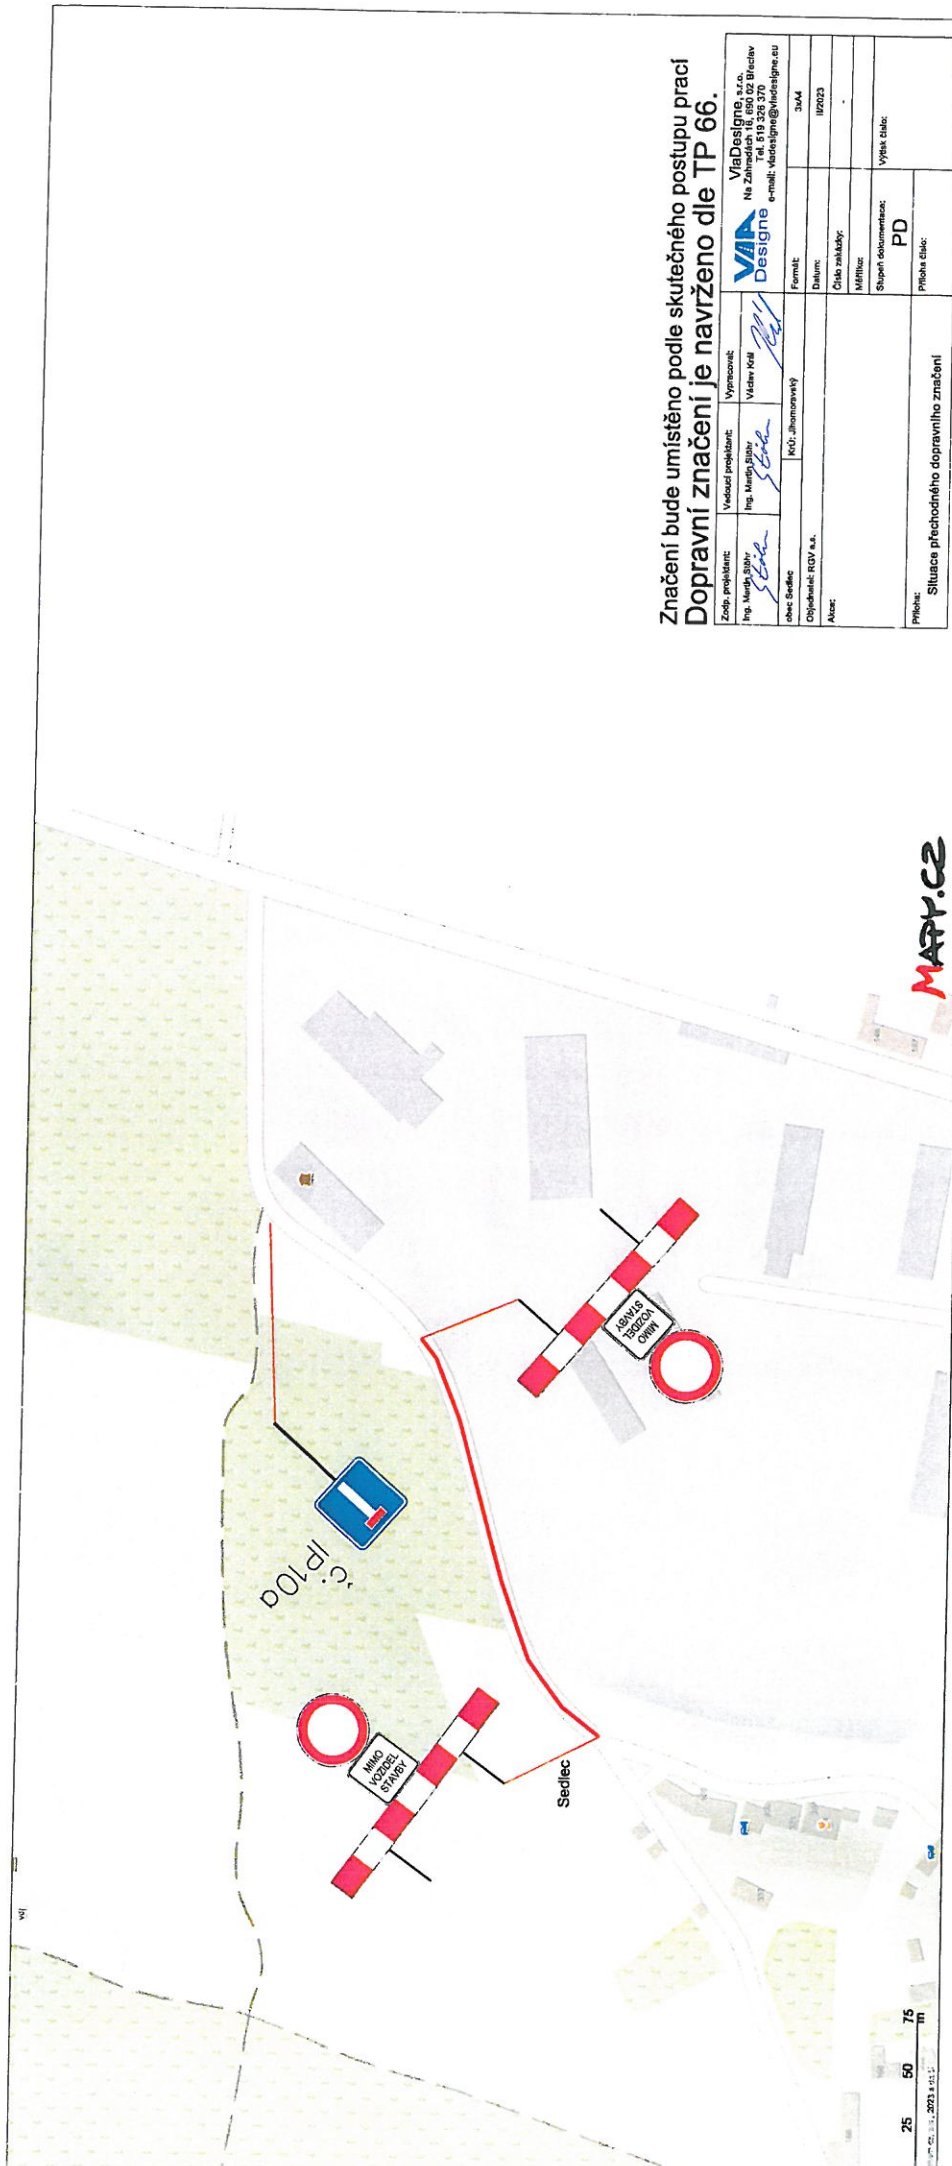 Značení bude umístěno podle skutečného postupu prací
Dopravní značení je navrženo dle TP 66.
Zodp. projektant:
Vedoucí projektant:
Vypracoval:
Ing. Martin Stöhr
Ing. Martin Stöhr
Václav Král
VIA
Designe
ViaDesigne, s.r.o.
Na Zahradách 16, 690 02 Břeclav
Tel. 519 326 370
e-mail: viadesigne@viadesigne.eu
obec Sedlec
KrÚ: Jihomoravský
Formát:
3xA4
Objednatel: RGV a.s.
Datum:
II/2023
Akce:
Číslo zakázky:
Měřítko:
-
Stupeň dokumentace:
PD
Výtisk číslo:
Příloha:
Situace přechodného dopravního značení
Příloha číslo:
č.
IP10a
MIMO
VOZIDEL
STAVBY
MIMO
VOZIDEL
STAVBY
Sedlec
MAPY.CZ
25
50
75
m